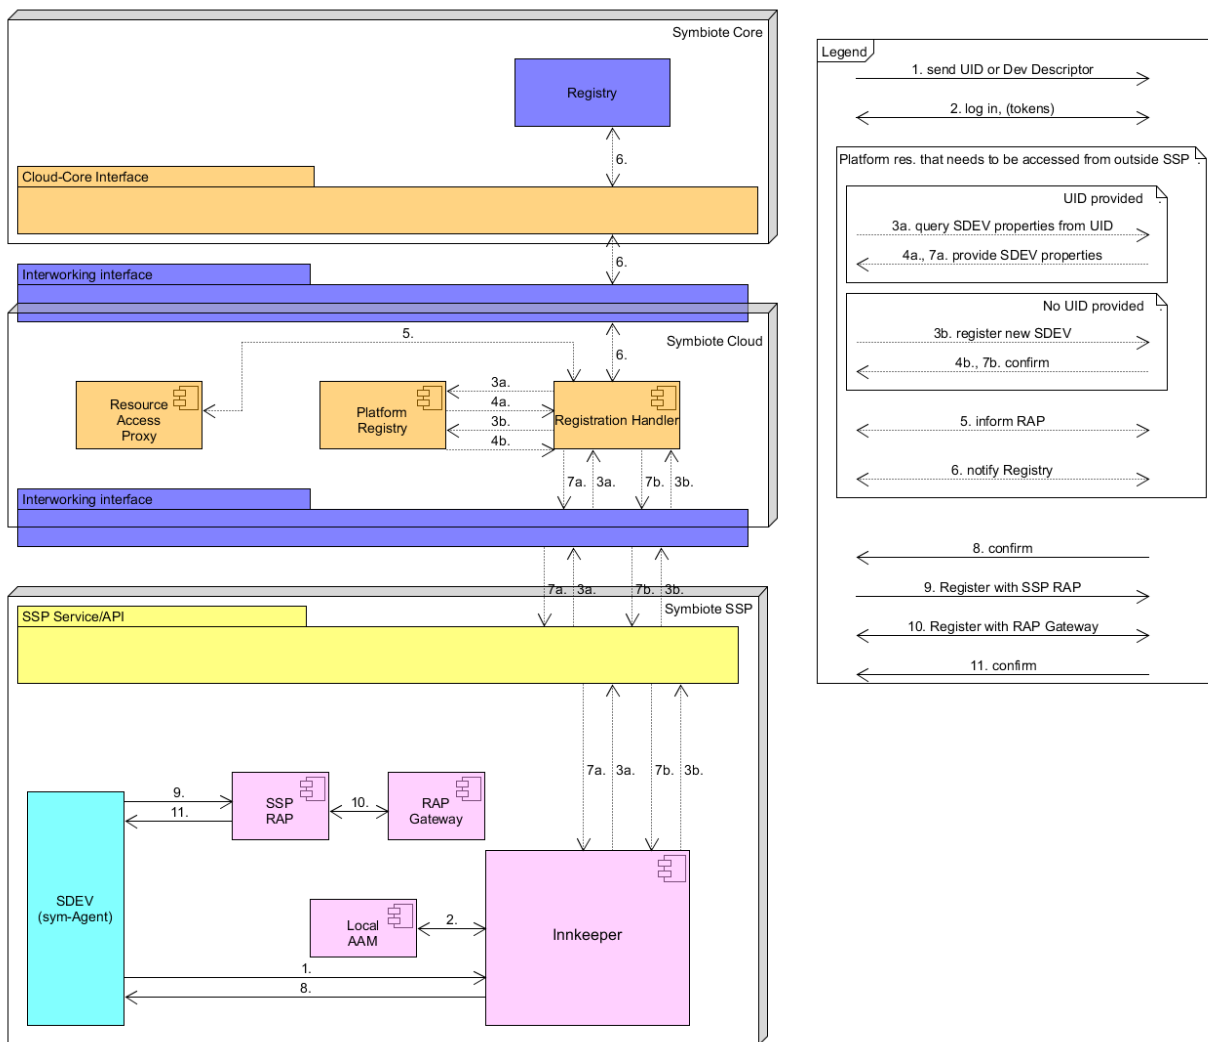 Symbiote Core
Registry
6.
Cloud-Core Interface
6.
Interworking interface
Symbiote Cloud
5.
6.
Resource
Access
Proxy
Platform
Registry
3a.
4a.
3b.
4b.
Registration Handler
7a.
3a.
7b.
3b.
Interworking interface
7a.
3a.
7b.
3b.
Symbiote SSP
SSP Service/API
7a.
3a.
7b.
3b.
SDEV
(sym-Agent)
9.
11.
SSP
RAP
10.
RAP
Gateway
Local
AAM
2.
Innkeeper
1.
8.
Legend
1. send UID or Dev Descriptor
2. log in, (tokens)
Platform res. that needs to be accessed from outside SSP
UID provided
3a. query SDEV properties from UID
4a., 7a. provide SDEV properties
No UID provided
3b. register new SDEV
4b., 7b. confirm
5. inform RAP
6. notify Registry
8. confirm
9. Register with SSP RAP
10. Register with RAP Gateway
11. confirm